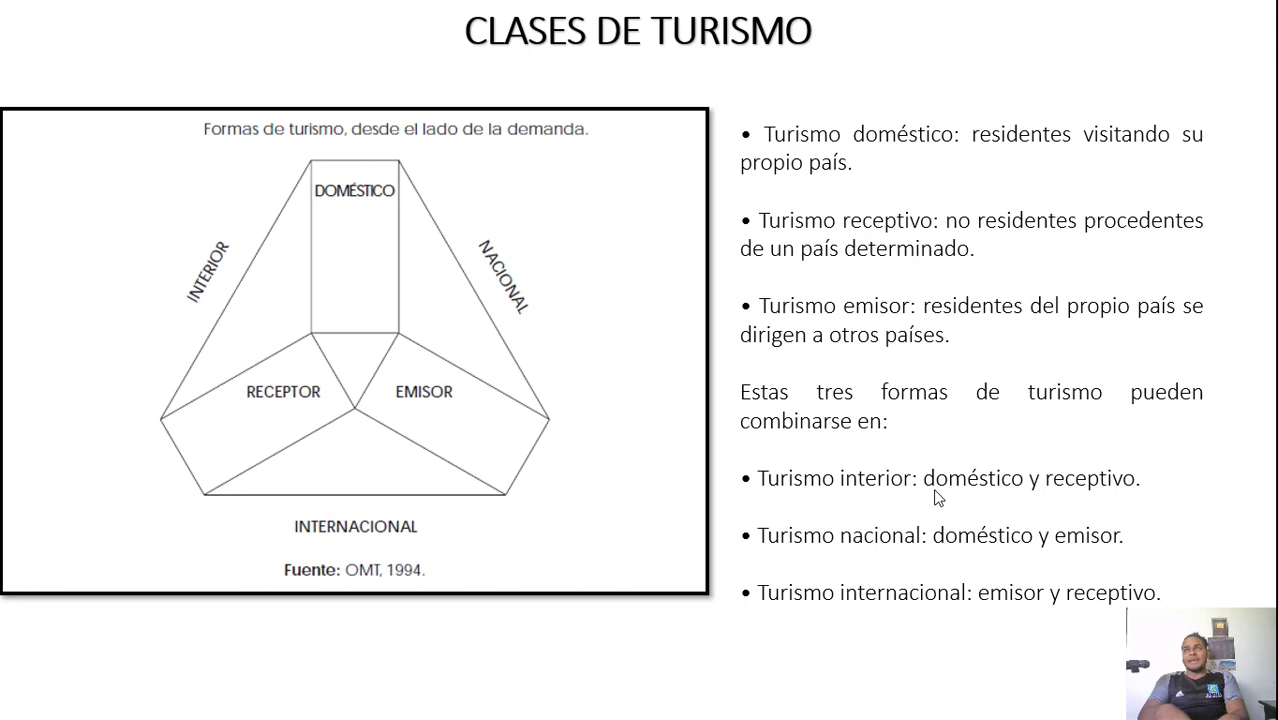 CLASES DE TURISMO
Formas de turismo, desde el lado de la demanda.
DOMÉSTICO
INTERIOR
NACIONAL
RECEPTOR
EMISOR
INTERNACIONAL
Fuente: OMT, 1994.
• Turismo doméstico: residentes visitando su
propio país.
• Turismo receptivo: no residentes procedentes
de un país determinado.
• Turismo emisor: residentes del propio país se
dirigen a otros países.
Estas tres formas de turismo pueden
combinarse en:
• Turismo interior: doméstico y receptivo.
• Turismo nacional: doméstico y emisor.
• Turismo internacional: emisor y receptivo.